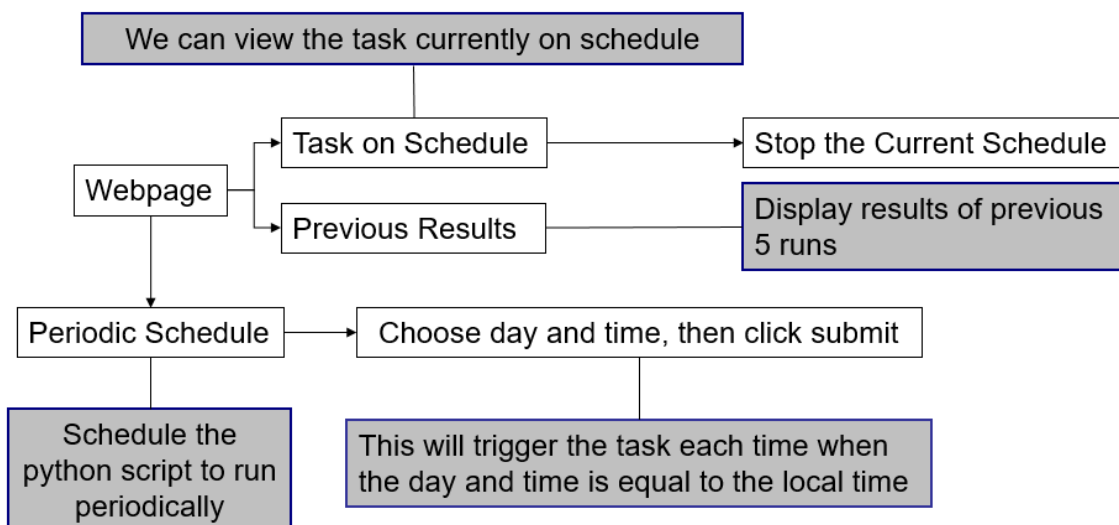 We can view the task currently on schedule
Task on Schedule
Stop the Current Schedule
Webpage
Previous Results
Display results of previous
5 runs
Periodic Schedule
Choose day and time, then click submit
Schedule the
python script to run
periodically
This will trigger the task each time when
the day and time is equal to the local time